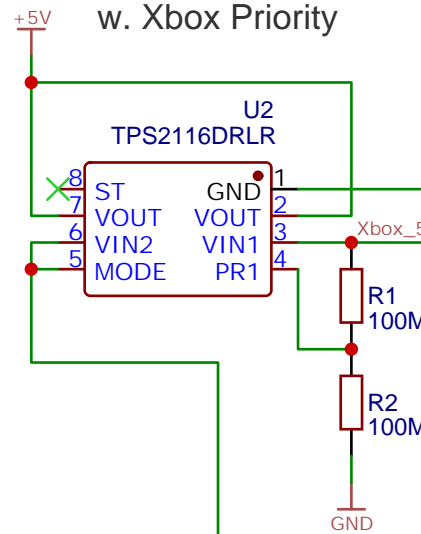 w. Xbox Priority
+5V
U2
TPS2116DRLR
8 ST GND 1
7 VOUT VOUT 2
6 VIN2 VIN1 3
5 MODE PR1 4
Xbox_5
R1
100M
R2
100M
GND